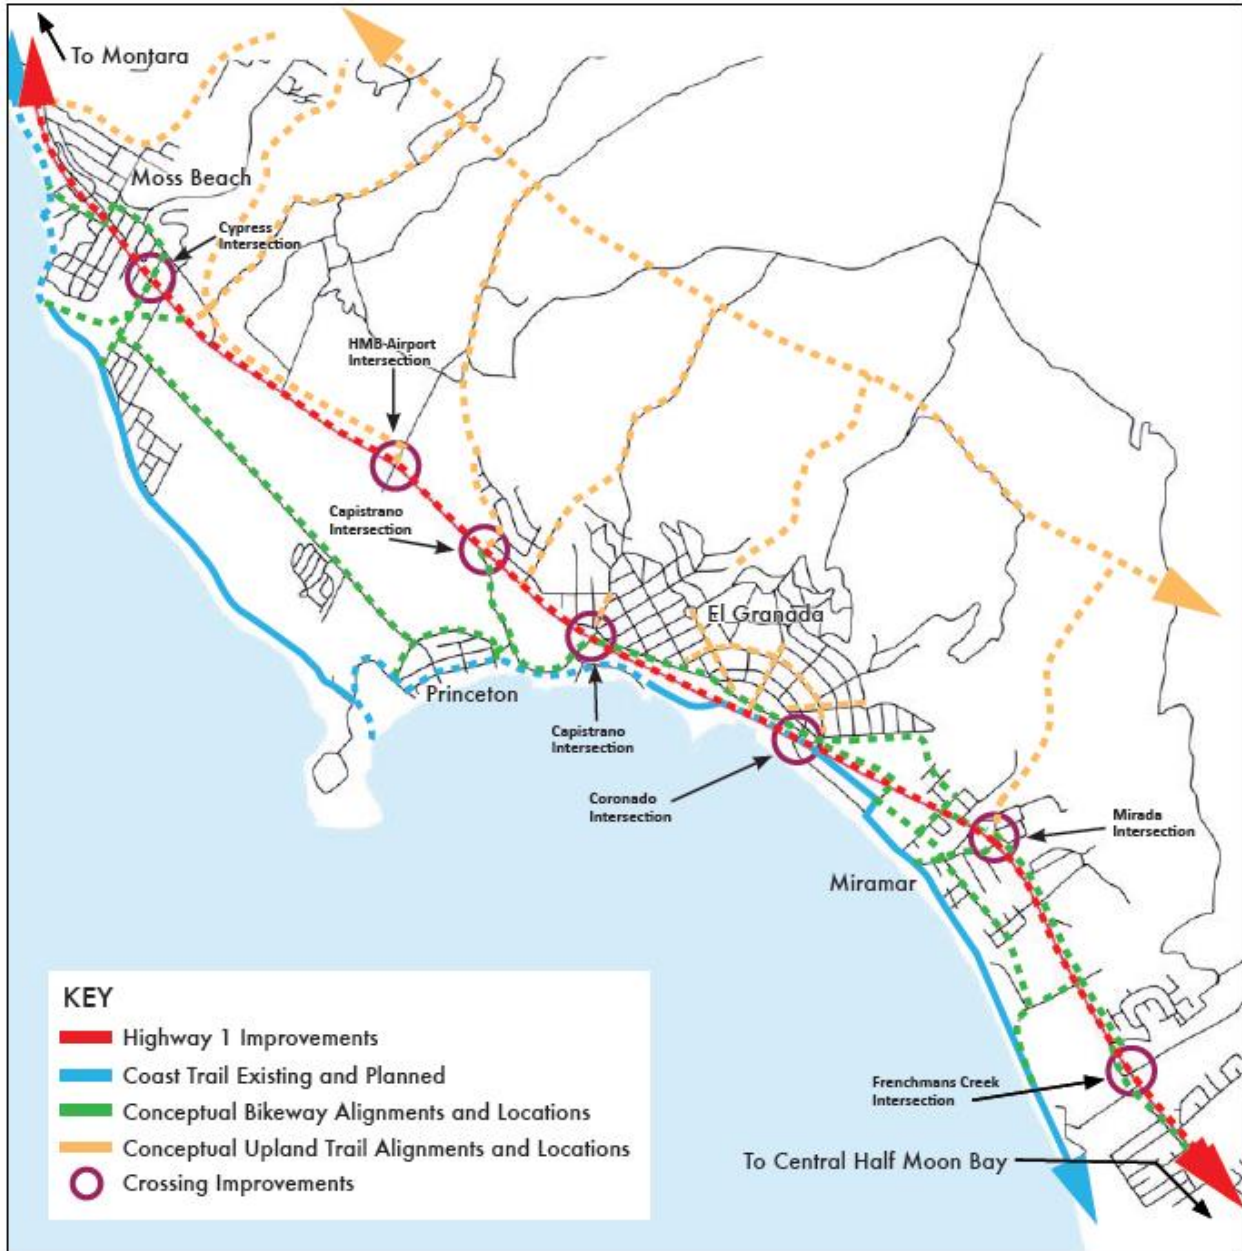 To Montara
Moss Beach
Cypress
Intersection
HMB-Airport
Intersection
Capistrano
Intersection
El Granada
Princeton
Capistrano
Intersection
Coronado
Intersection
Mirada
Intersection
Miramar
Frenchmans Creek
Intersection
To Central Half Moon Bay
KEY
Highway 1 Improvements
Coast Trail Existing and Planned
Conceptual Bikeway Alignments and Locations
Conceptual Upland Trail Alignments and Locations
Crossing Improvements